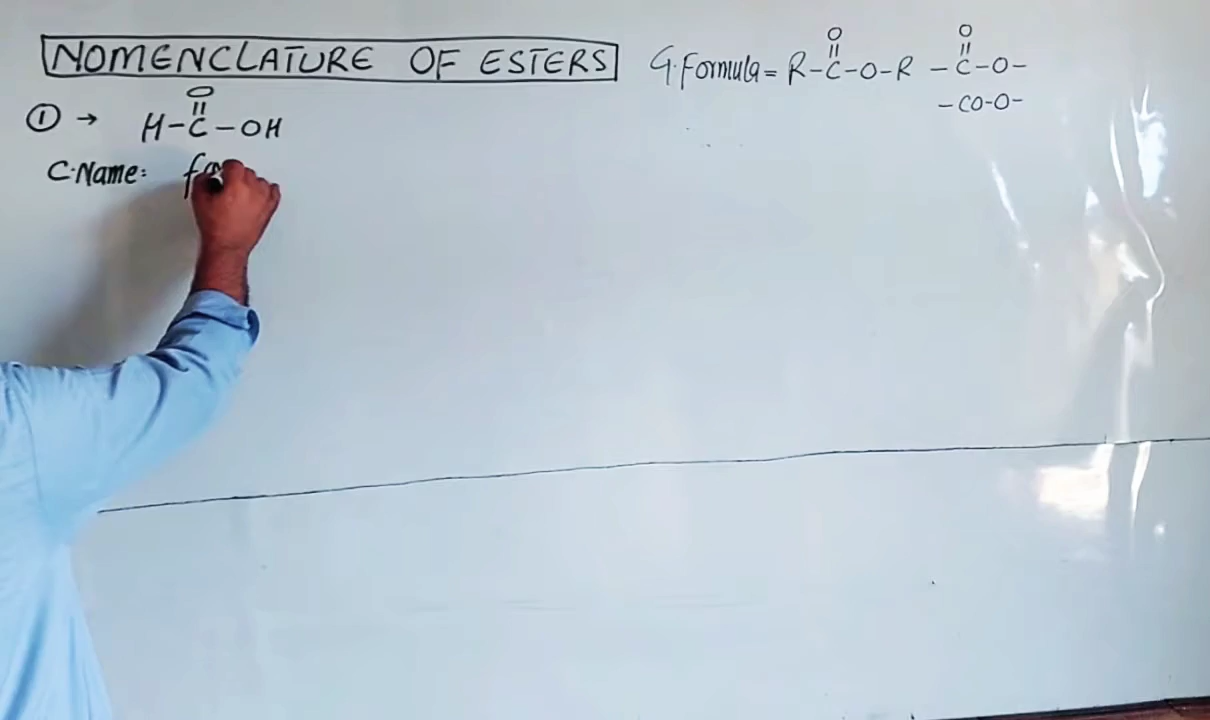 NOMENCLATURE OF ESTERS
G.Formula = R-C-O-R -C-O-
O
||
O
||
-CO-O-
① → H-C-OH
O
||
C.Name: